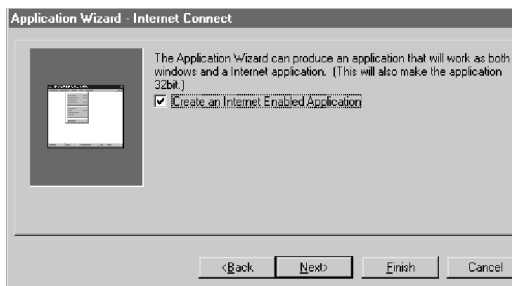 Application Wizard - Internet Connect
The Application Wizard can produce an application that will work as both
windows and a Internet application. (This will also make the application
32bit.)
Create an Internet Enabled Application
<Back
Next>
Finish
Cancel